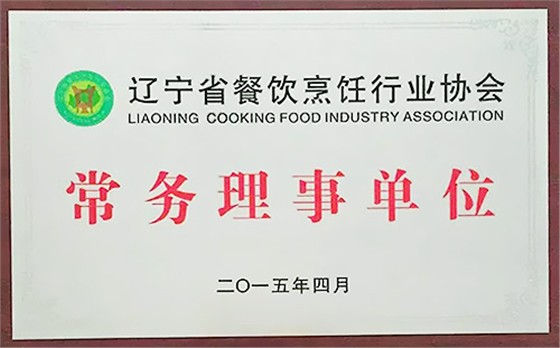 辽宁省餐饮烹饪行业协会
LIAONING COOKING FOOD INDUSTRY ASSOCIATION
常务理事单位
二〇一五年四月